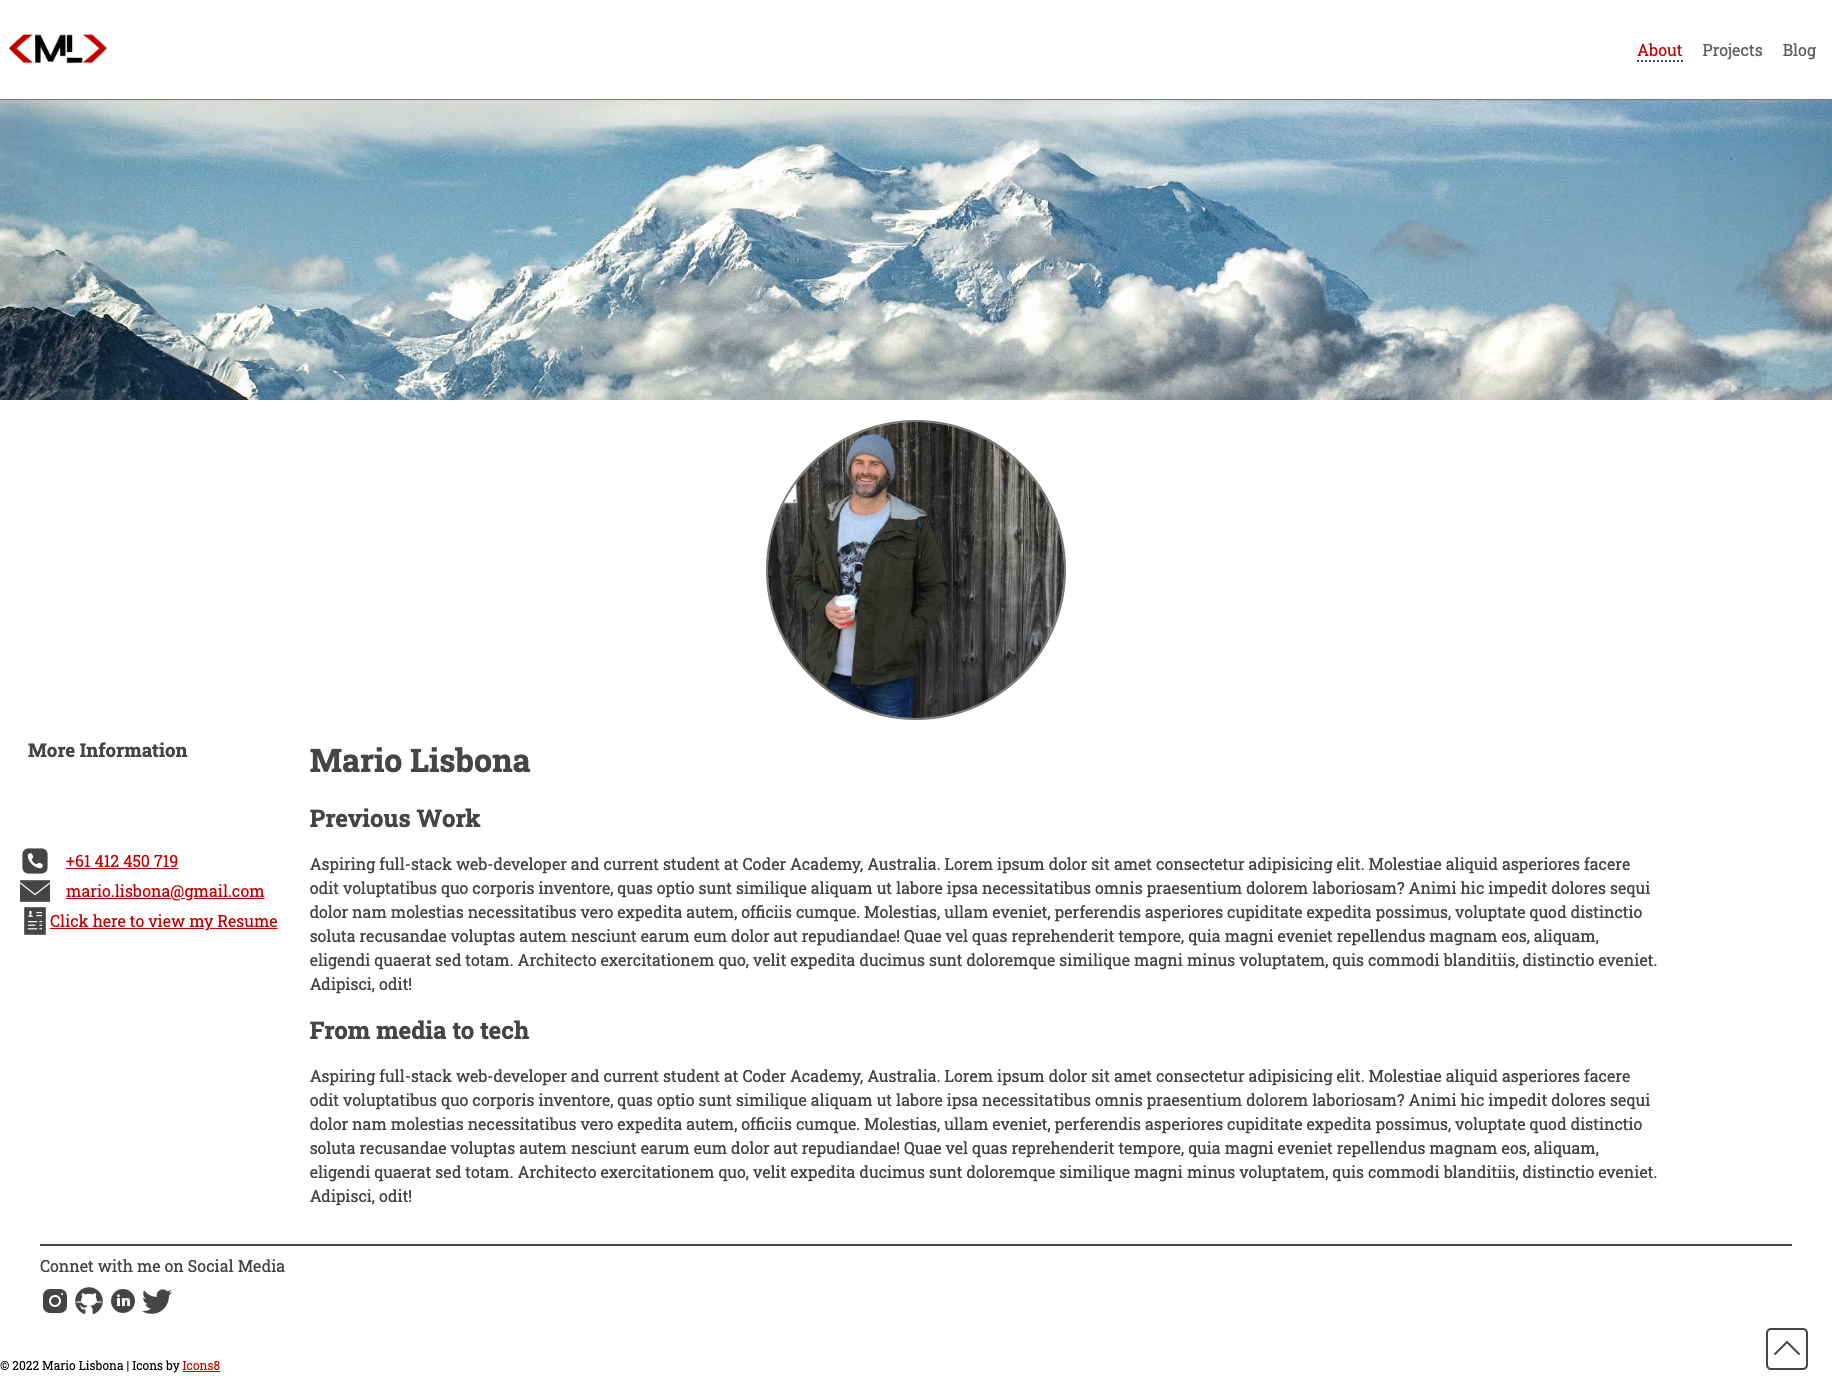 <ML>
About Projects Blog
More Information
+61 412 450 719
mario.lisbona@gmail.com
Click here to view my Resume
Mario Lisbona
Previous Work
Aspiring full-stack web-developer and current student at Coder Academy, Australia. Lorem ipsum dolor sit amet consectetur adipisicing elit. Molestiae aliquid asperiores facere
odit voluptatibus quo corporis inventore, quas optio sunt similique aliquam ut labore ipsa necessitatibus omnis praesentium dolorem laboriosam? Animi hic impedit dolores sequi
dolor nam molestias necessitatibus vero expedita autem, officiis cumque. Molestias, ullam eveniet, perferendis asperiores cupiditate expedita possimus, voluptate quod distinctio
soluta recusandae voluptas autem nesciunt earum eum dolor aut repudiandae! Quae vel quas reprehenderit tempore, quia magni eveniet repellendus magnam eos, aliquam,
eligendi quaerat sed totam. Architecto exercitationem quo, velit expedita ducimus sunt doloremque similique magni minus voluptatem, quis commodi blanditiis, distinctio eveniet.
Adipisci, odit!
From media to tech
Aspiring full-stack web-developer and current student at Coder Academy, Australia. Lorem ipsum dolor sit amet consectetur adipisicing elit. Molestiae aliquid asperiores facere
odit voluptatibus quo corporis inventore, quas optio sunt similique aliquam ut labore ipsa necessitatibus omnis praesentium dolorem laboriosam? Animi hic impedit dolores sequi
dolor nam molestias necessitatibus vero expedita autem, officiis cumque. Molestias, ullam eveniet, perferendis asperiores cupiditate expedita possimus, voluptate quod distinctio
soluta recusandae voluptas autem nesciunt earum eum dolor aut repudiandae! Quae vel quas reprehenderit tempore, quia magni eveniet repellendus magnam eos, aliquam,
eligendi quaerat sed totam. Architecto exercitationem quo, velit expedita ducimus sunt doloremque similique magni minus voluptatem, quis commodi blanditiis, distinctio eveniet.
Adipisci, odit!
Connet with me on Social Media
in
© 2022 Mario Lisbona | Icons by Icons8